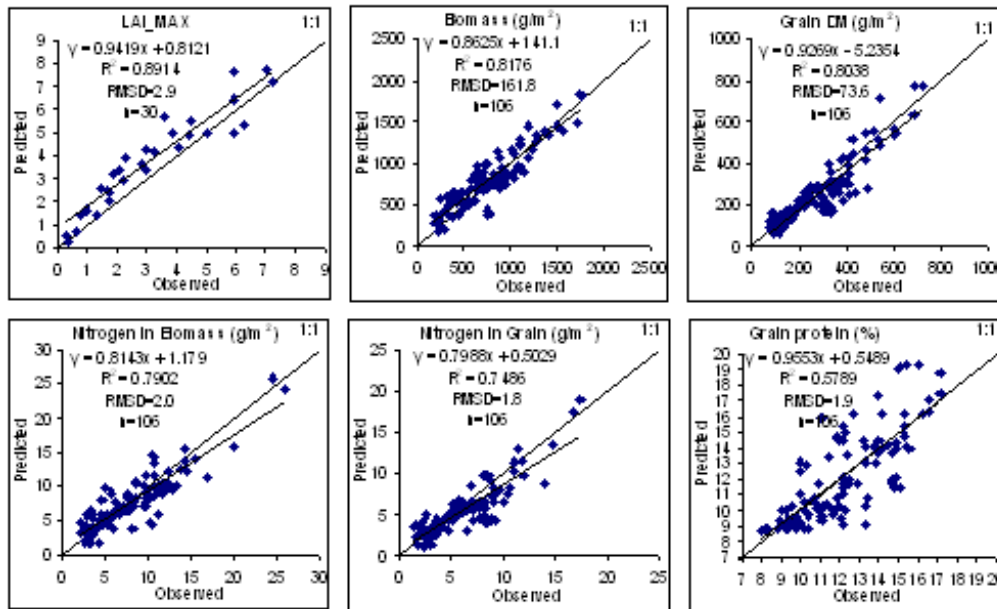 LAI_MAX 1:1
y = 0.9419x + 0.8121
R² = 0.8914
RMSD=2.9
n=30
Predicted
9
8
7
6
5
4
3
2
1
0
0 1 2 3 4 5 6 7 8 9
Observed
Biomass (g/m²) 1:1
y = 0.8625x + 141.1
R² = 0.8176
RMSD=161.8
n=106
Predicted
2500
2000
1500
1000
500
0
0 500 1000 1500 2000 2500
Observed
Grain DM (g/m²) 1:1
y = 0.9269x - 5.2354
R² = 0.8038
RMSD=73.6
n=106
Predicted
1000
800
600
400
200
0
0 200 400 600 800 1000
Observed
Nitrogen in Biomass (g/m²) 1:1
y = 0.8143x + 1.179
R² = 0.7902
RMSD=2.0
n=106
Predicted
30
25
20
15
10
5
0
0 5 10 15 20 25 30
Observed
Nitrogen in Grain (g/m²) 1:1
y = 0.7988x + 0.5029
R² = 0.7486
RMSD=1.8
n=106
Predicted
25
20
15
10
5
0
0 5 10 15 20 25
Observed
Grain protein (%) 1:1
y = 0.9553x + 0.5489
R² = 0.5789
RMSD=1.9
n=106
Predicted
20
19
18
17
16
15
14
13
12
11
10
9
8
7
7 8 9 10 11 12 13 14 15 16 17 18 19 20
Observed